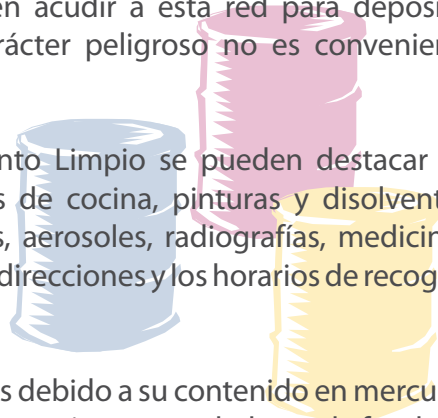 en acudir a esta red para deposi
rácter peligroso no es convenien
nto Limpio se pueden destacar
s de cocina, pinturas y disolvent
s, aerosoles, radiografías, medicin
direcciones y los horarios de recog
s debido a su contenido en mercu